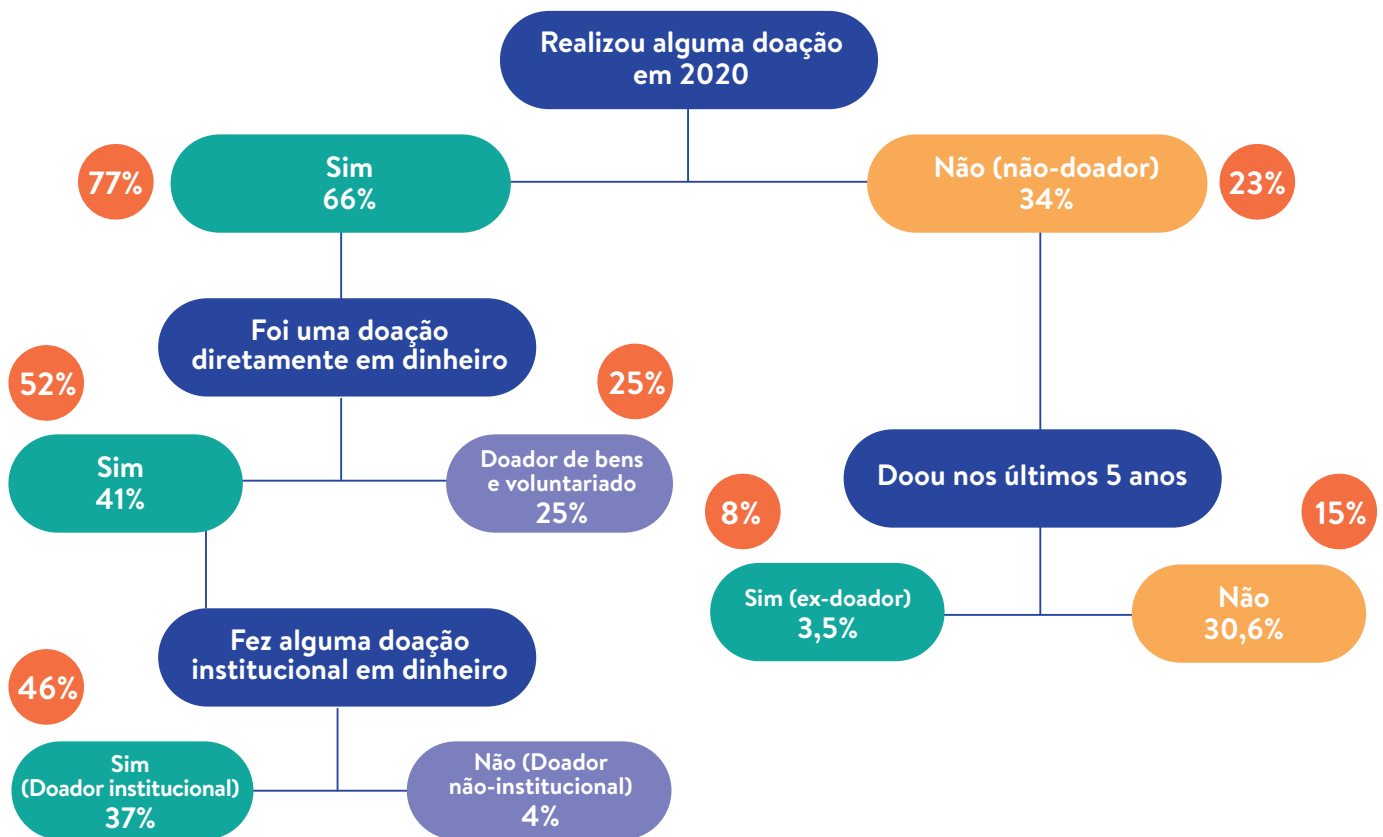 Realizou alguma doação
em 2020
77%
Sim
66%
Não (não-doador)
34%
23%
Foi uma doação
diretamente em dinheiro
52%
25%
Sim
41%
Doador de bens
e voluntariado
25%
Doou nos últimos 5 anos
8%
15%
Sim (ex-doador)
3,5%
Não
30,6%
Fez alguma doação
institucional em dinheiro
46%
Sim
(Doador institucional)
37%
Não (Doador
não-institucional)
4%